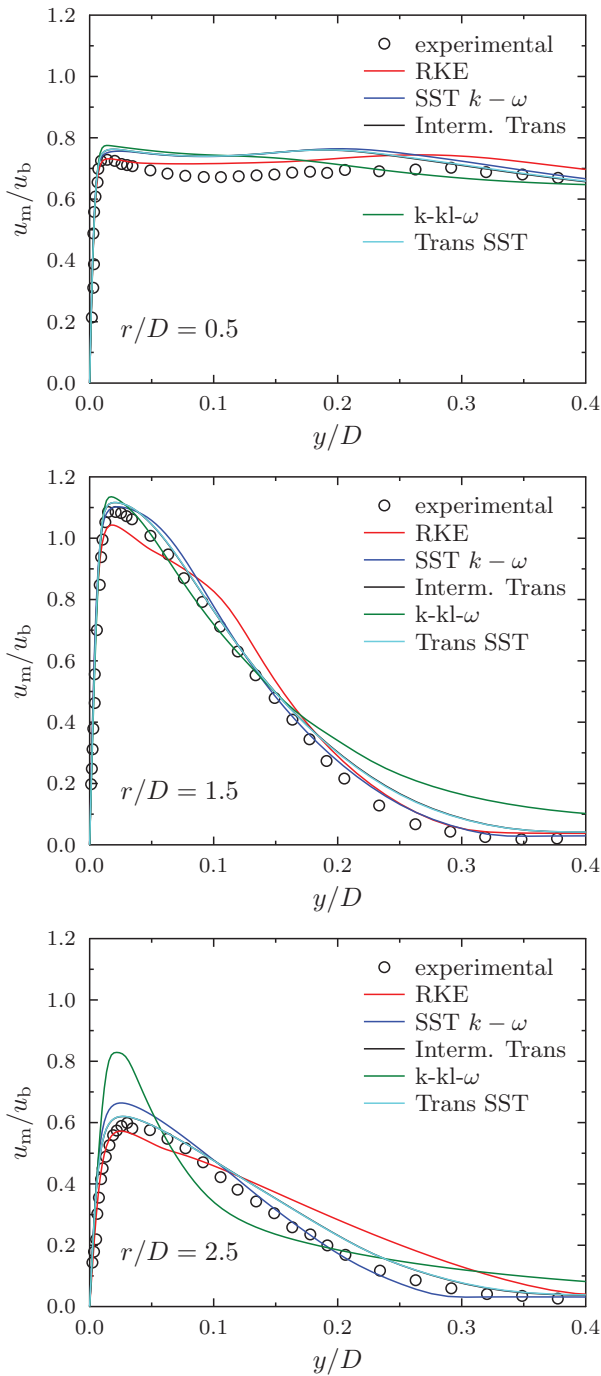 1.2
1.0
0.8
0.6
0.4
0.2
0.0
u_m/u_b
experimental
RKE
SST k − ω
Interm. Trans
k-kl-ω
Trans SST
r/D = 0.5
0.0 0.1 0.2 0.3 0.4
y/D
1.2
1.0
0.8
0.6
0.4
0.2
0.0
u_m/u_b
experimental
RKE
SST k − ω
Interm. Trans
k-kl-ω
Trans SST
r/D = 1.5
0.0 0.1 0.2 0.3 0.4
y/D
1.2
1.0
0.8
0.6
0.4
0.2
0.0
u_m/u_b
experimental
RKE
SST k − ω
Interm. Trans
k-kl-ω
Trans SST
r/D = 2.5
0.0 0.1 0.2 0.3 0.4
y/D